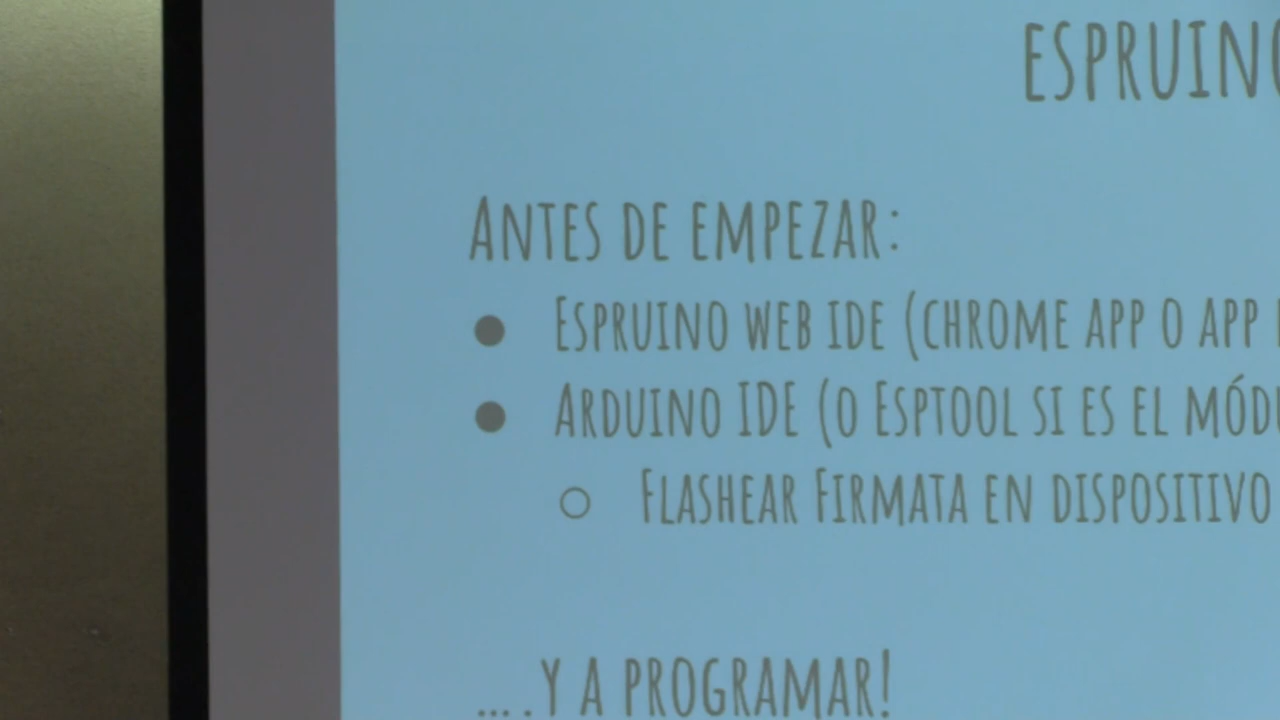 ESPRUINO
ANTES DE EMPEZAR:
● ESPRUINO WEB IDE (CHROME APP O APP
● ARDUINO IDE (O ESPTOOL SI ES EL
○ FLASHEAR FIRMATA EN DISPOSITIVO
... .Y A PROGRAMAR!